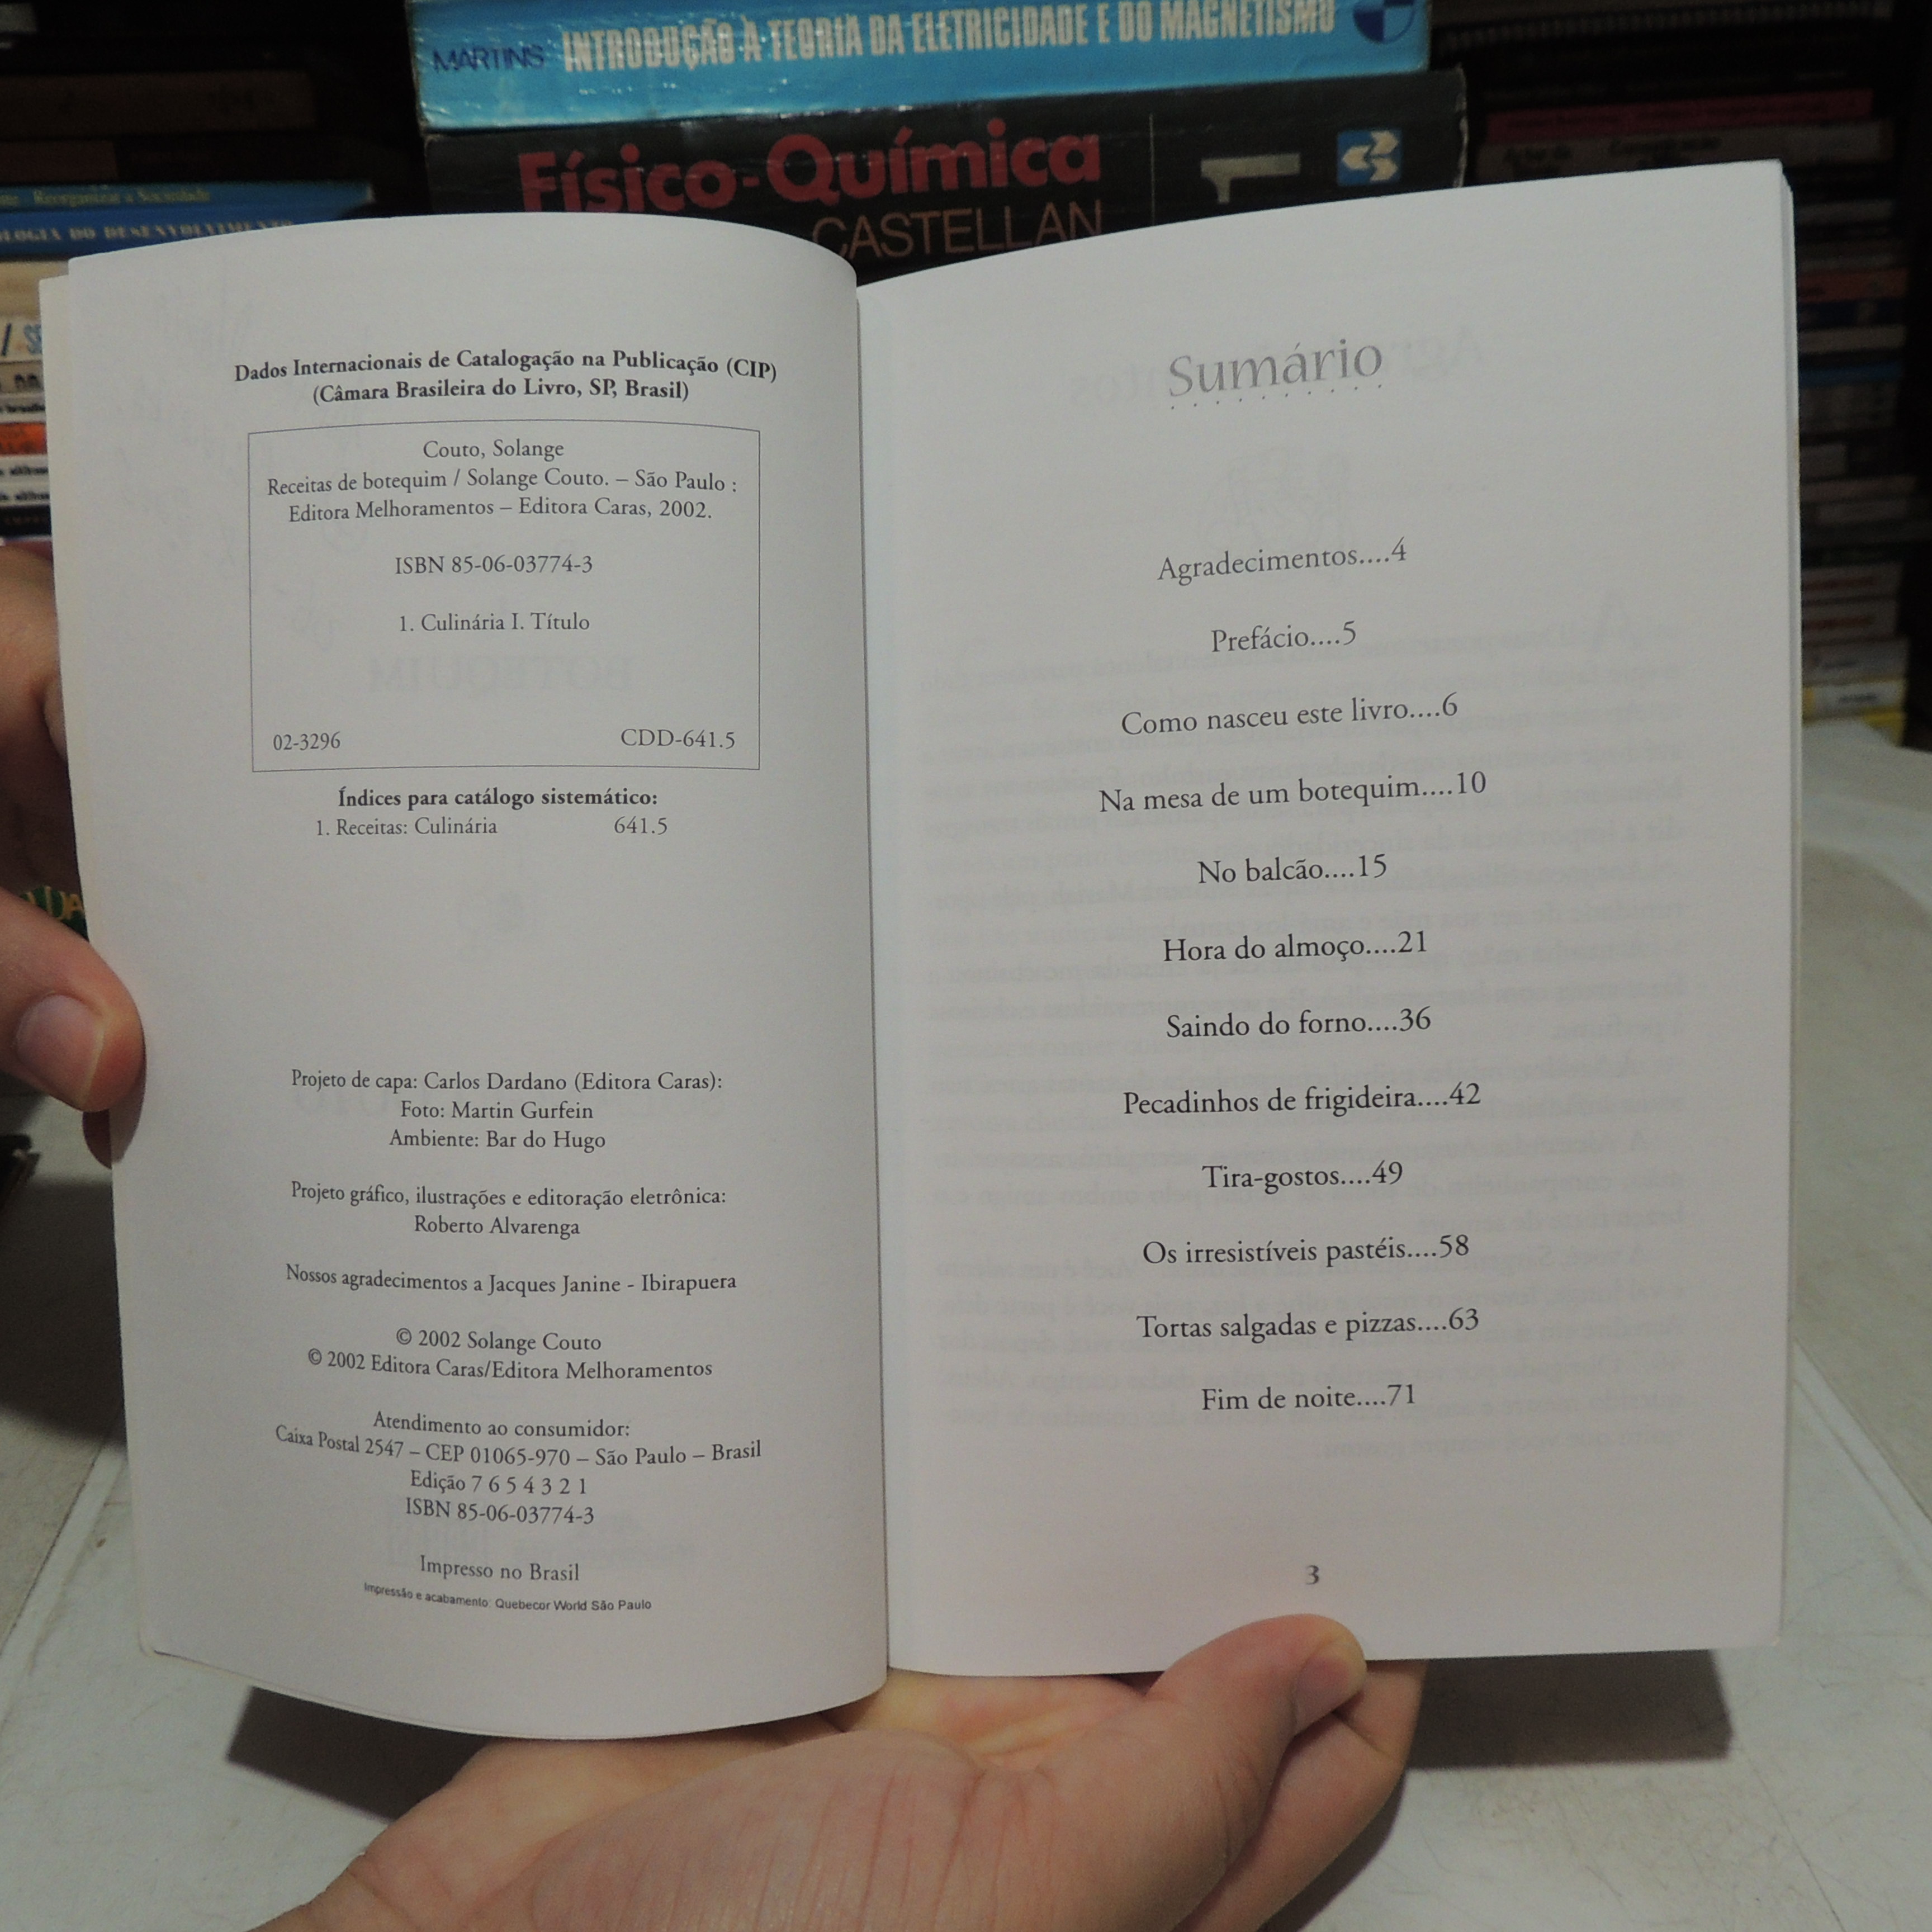 MARTINS INTRODUÇÃO À TEORIA DA ELETRICIDADE E DO MAGNETISMO
Físico-Química 1
CASTELLAN
Reorganizar a Sociedade
OLOGIA DO DESENVOLVIMENTO
Dados Internacionais de Catalogação na Publicação (CIP)
(Câmara Brasileira do Livro, SP, Brasil)
Couto, Solange
Receitas de botequim / Solange Couto. – São Paulo :
Editora Melhoramentos – Editora Caras, 2002.
ISBN 85-06-03774-3
1. Culinária I. Título
02-3296 CDD-641.5
Índices para catálogo sistemático:
1. Receitas: Culinária 641.5
Projeto de capa: Carlos Dardano (Editora Caras):
Foto: Martin Gurfein
Ambiente: Bar do Hugo
Projeto gráfico, ilustrações e editoração eletrônica:
Roberto Alvarenga
Nossos agradecimentos a Jacques Janine - Ibirapuera
© 2002 Solange Couto
© 2002 Editora Caras/Editora Melhoramentos
Atendimento ao consumidor:
Caixa Postal 2547 – CEP 01065-970 – São Paulo – Brasil
Edição 7 6 5 4 3 2 1
ISBN 85-06-03774-3
Impresso no Brasil
Impressão e acabamento: Quebecor World São Paulo
Sumário
Agradecimentos....4
Prefácio....5
Como nasceu este livro....6
Na mesa de um botequim....10
No balcão....15
Hora do almoço....21
Saindo do forno....36
Pecadinhos de frigideira....42
Tira-gostos....49
Os irresistíveis pastéis....58
Tortas salgadas e pizzas....63
Fim de noite....71
3